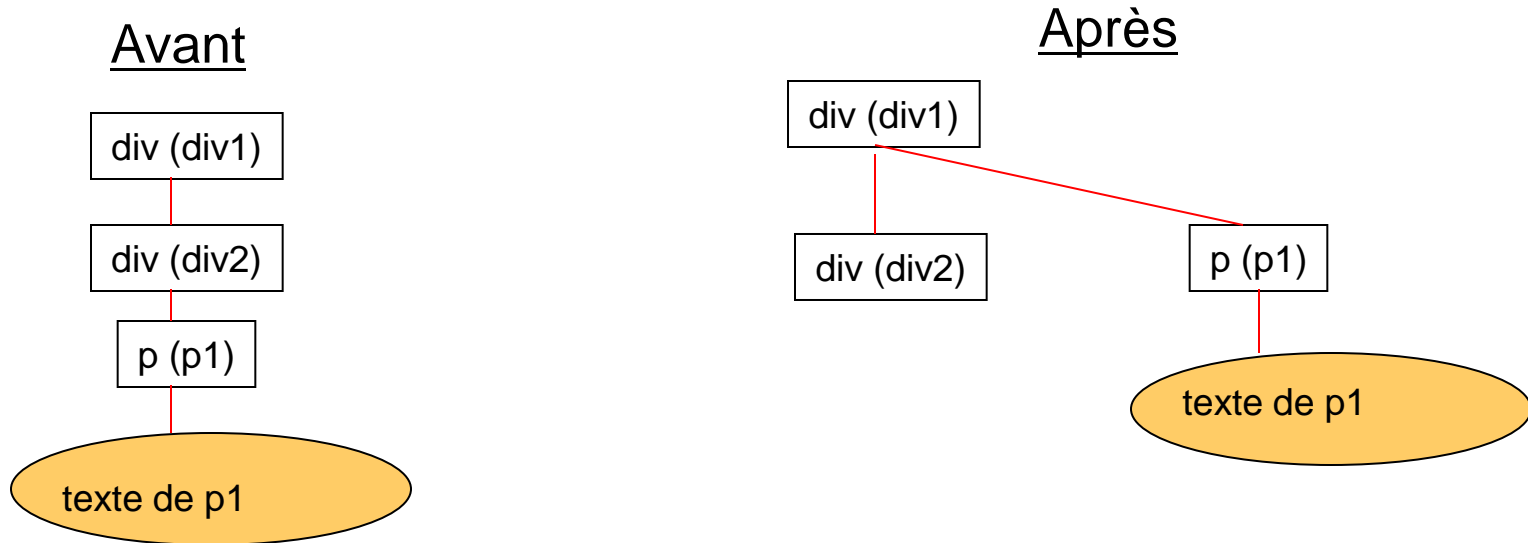 Avant
div (div1)
div (div2)
p (p1)
texte de p1
Après
div (div1)
div (div2)
p (p1)
texte de p1